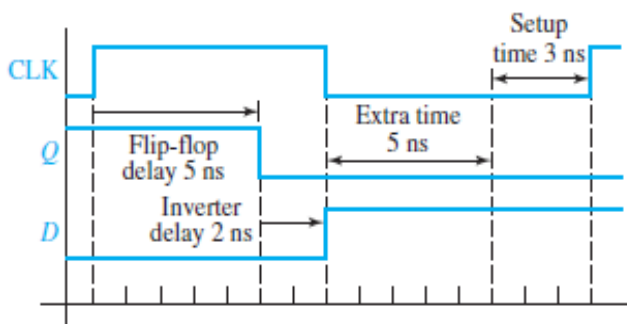 Setup
time 3 ns
CLK
Extra time
5 ns
Q
Flip-flop
delay 5 ns
Inverter
delay 2 ns
D